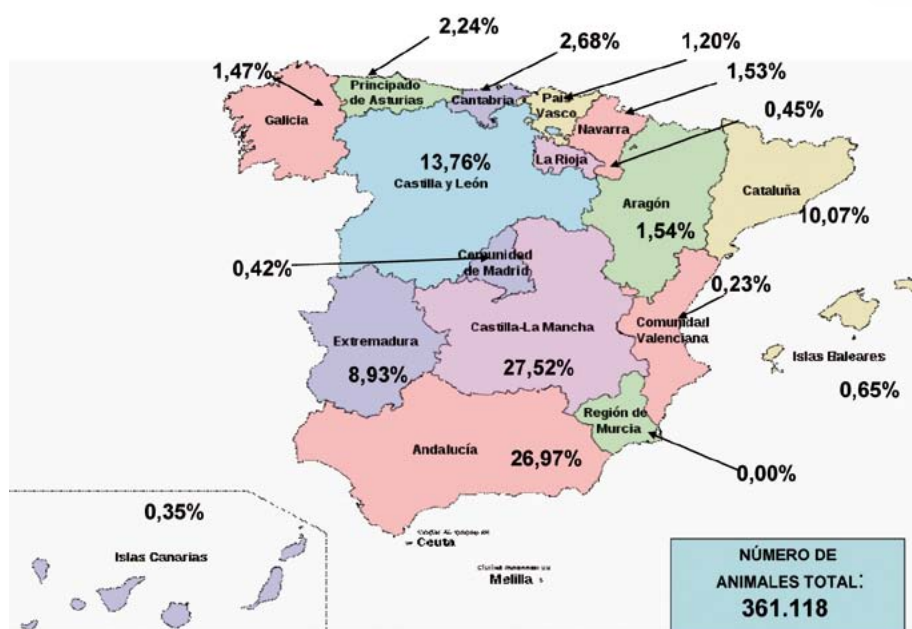 2,24%
2,68%
1,20%
1,47%
1,53%
Principado
de Asturias
Cantabria
País
Vasco
0,45%
Galicia
Navarra
La Rioja
13,76%
Castilla y León
Cataluña
Aragón
10,07%
1,54%
Comunidad
de Madrid
0,42%
0,23%
Castilla-La Mancha
Comunidad
Valenciana
Extremadura
Islas Baleares
8,93%
27,52%
0,65%
Región de
Murcia
Andalucía
26,97%
0,00%
0,35%
Islas Canarias
Ceuta
Melilla
NÚMERO DE
ANIMALES TOTAL:
361.118